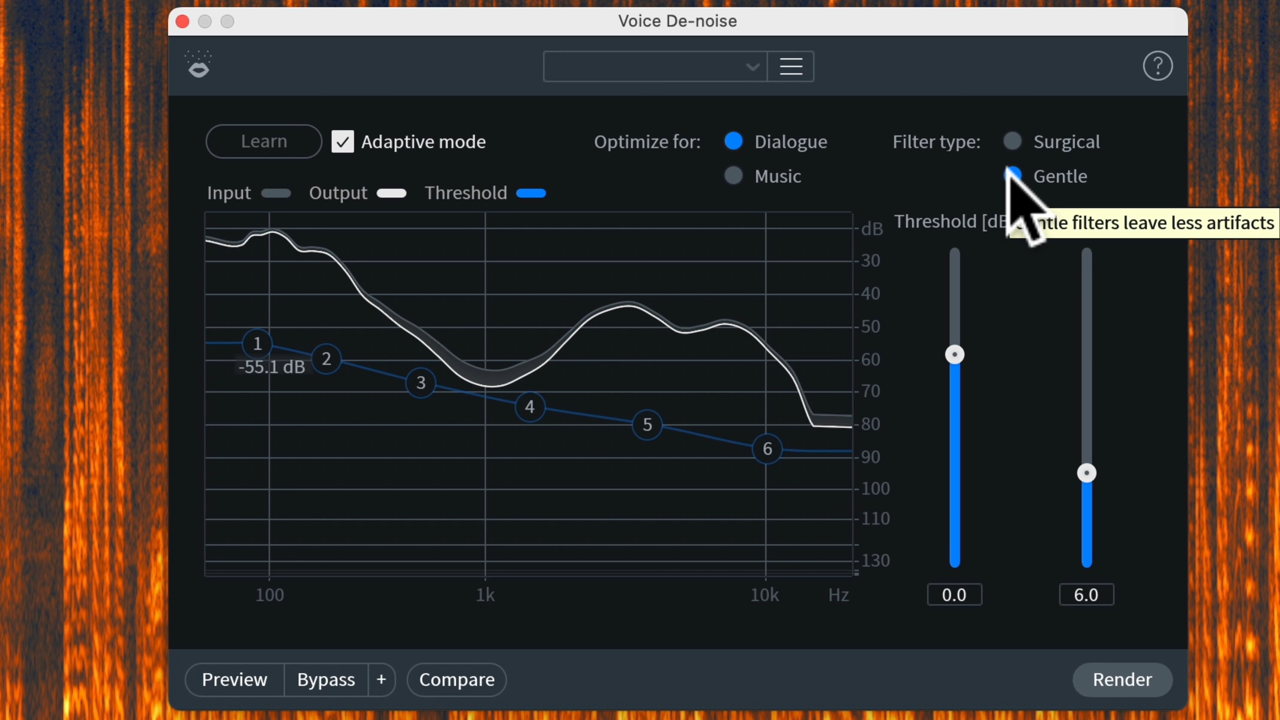 Voice De-noise
?
Learn
Adaptive mode
Optimize for:
Dialogue
Music
Filter type:
Surgical
Gentle
Input
Output
Threshold
Threshold [dB
filters leave less artifacts
dB
-30
-40
-50
-60
-70
-80
-90
-100
-110
-130
1
-55.1 dB
2
3
4
5
6
100
1k
10k
Hz
0.0
6.0
Preview
Bypass
+
Compare
Render